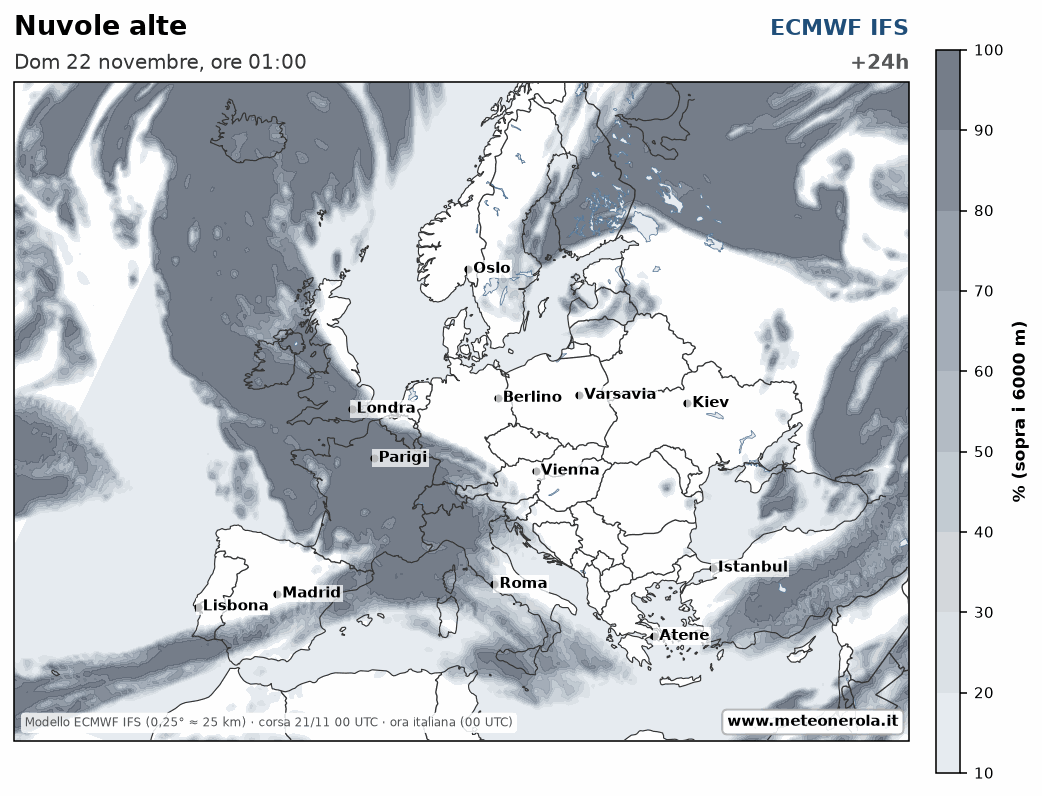 Nuvole alte
ECMWF IFS
Dom 22 novembre, ore 01:00
+24h
100
90
80
70
60
50
40
30
20
10
% (sopra i 6000 m)
Oslo
Londra
Berlino
Varsavia
Kiev
Parigi
Vienna
Istanbul
Roma
Madrid
Lisbona
Atene
Modello ECMWF IFS (0,25° ≈ 25 km) · corsa 21/11 00 UTC · ora italiana (00 UTC)
www.meteonerola.it